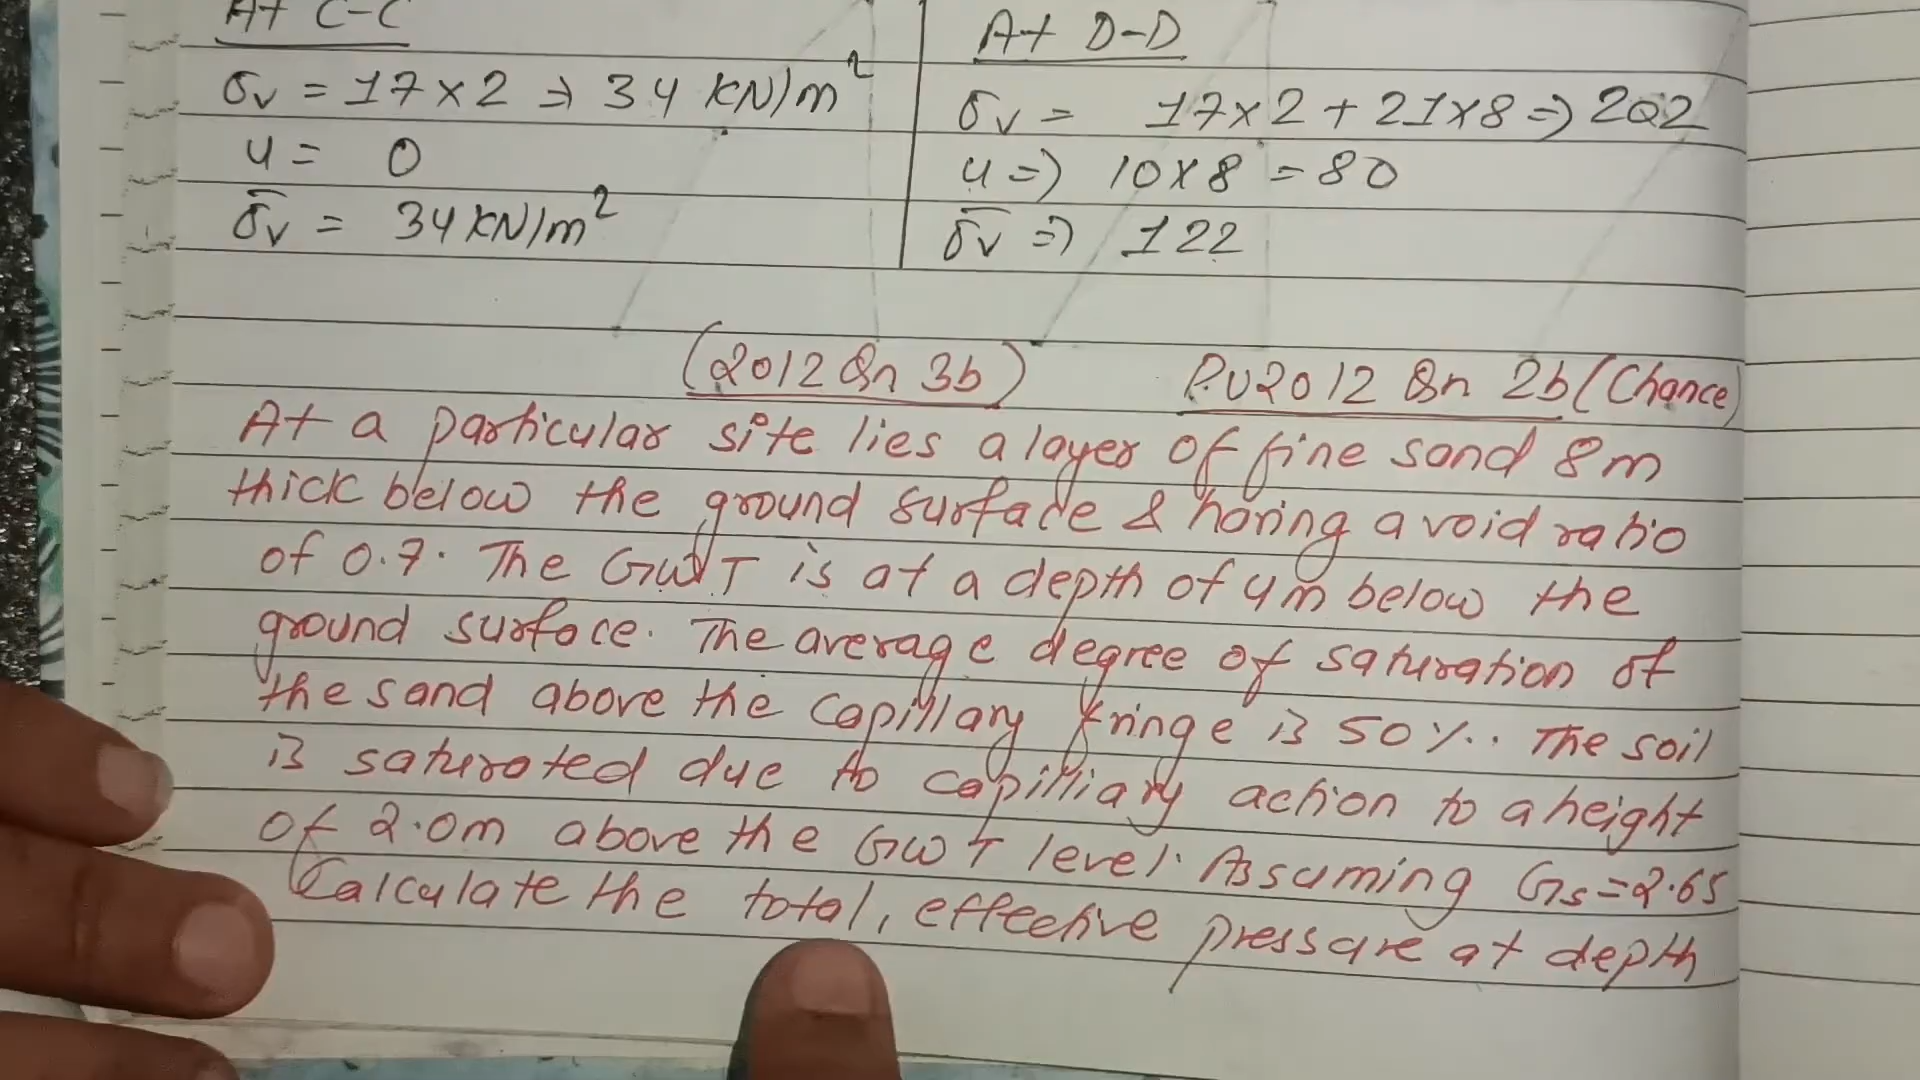 At C-C
σv = 17×2 ⇒ 34 KN/m²
u = 0
σ̄v = 34 KN/m²
At D-D
σv = 17×2 + 21×8 ⇒ 202
u ⇒ 10×8 = 80
σ̄v ⇒ 122
(2012 Qn 3b) P.U 2012 Qn 2b (Chance)
At a particular site lies a layer of fine sand 8m
thick below the ground surface & having a void ratio
of 0.7. The GWT is at a depth of 4m below the
ground surface. The average degree of saturation of
the sand above the capillary fringe is 50%. The soil
is saturated due to capilliary action to a height
of 2.0m above the GWT level. Assuming Gs=2.65
Calculate the total, effective pressure at depth